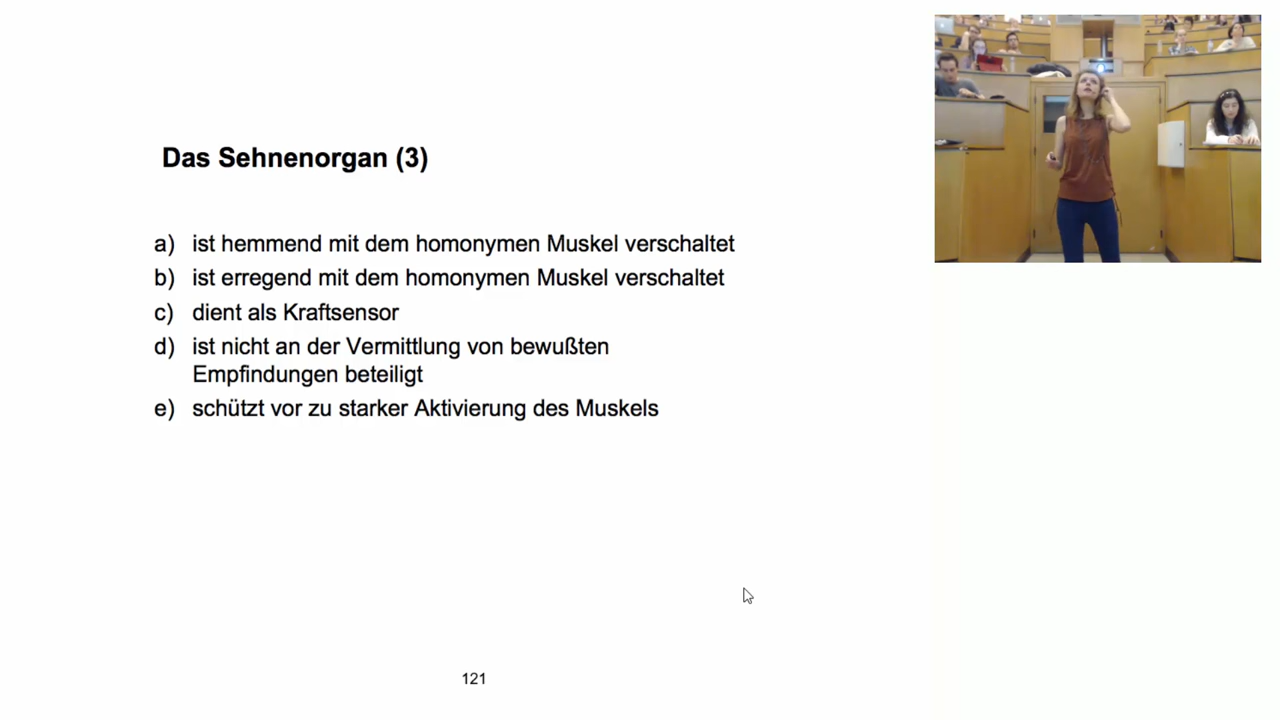 Das Sehnenorgan (3)
a) ist hemmend mit dem homonymen Muskel verschaltet
b) ist erregend mit dem homonymen Muskel verschaltet
c) dient als Kraftsensor
d) ist nicht an der Vermittlung von bewußten
Empfindungen beteiligt
e) schützt vor zu starker Aktivierung des Muskels
121